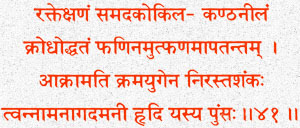 रक्तेक्षणं समदकोकिल- कण्ठनीलं
क्रोधोद्धतं फणिनमुत्फणमापतन्तम् ।
आक्रामति क्रमयुगेन निरस्तशंकः
त्वन्नामनागदमनी हृदि यस्य पुंसः ॥४१ ॥